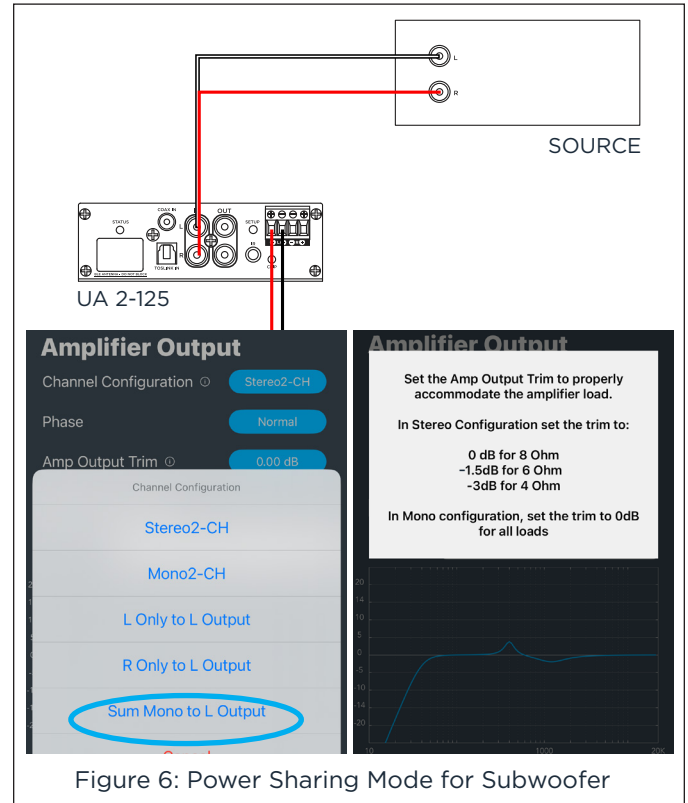 L
R
SOURCE
COAX IN
OUT
STATUS
SETUP
L
R
IR
TOSLINK IN
UA 2-125
Amplifier Output
Channel Configuration ⓘ
Stereo2-CH
Phase
Normal
Amp Output Trim ⓘ
0.00 dB
Channel Configuration
Stereo2-CH
Mono2-CH
L Only to L Output
R Only to L Output
Sum Mono to L Output
Amplifier Output
Set the Amp Output Trim to properly
accommodate the amplifier load.
In Stereo Configuration set the trim to:
0 dB for 8 Ohm
-1.5dB for 6 Ohm
-3dB for 4 Ohm
In Mono configuration, set the trim to 0dB
for all loads
20
14
10
5
0
-5
-10
-14
-20
10
1000
20K
Figure 6: Power Sharing Mode for Subwoofer